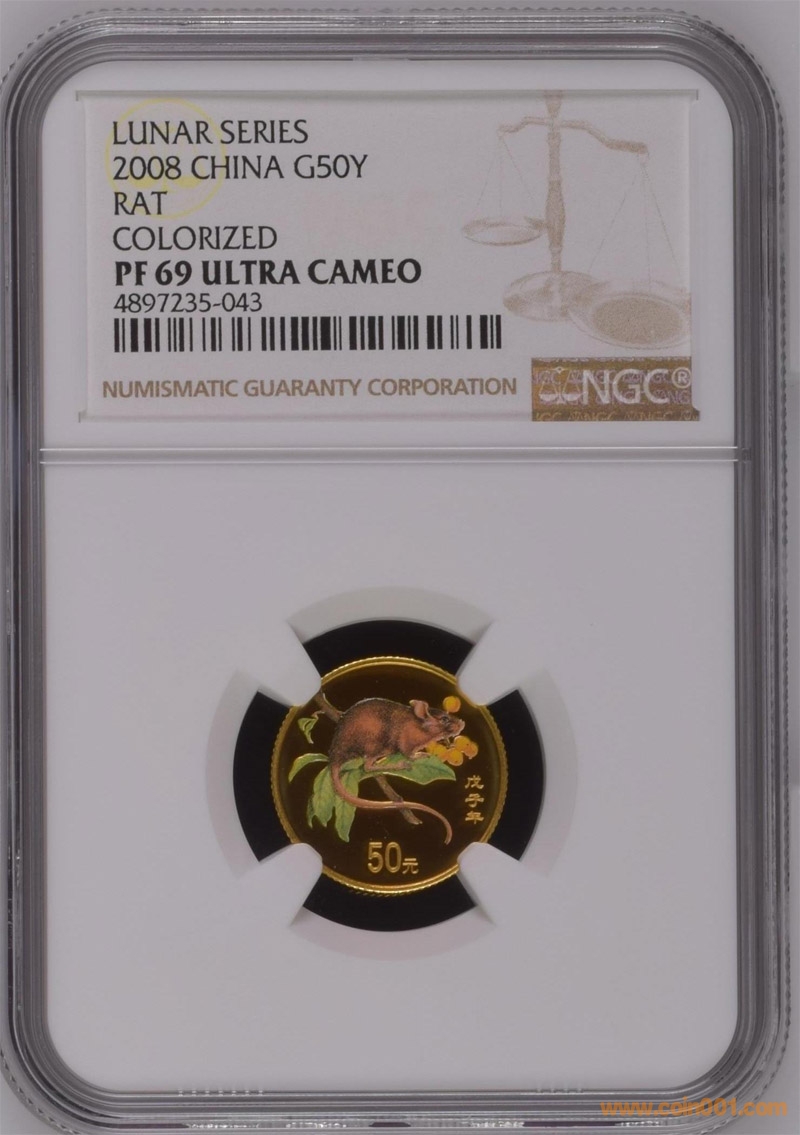 LUNAR SERIES
2008 CHINA G50Y
RAT
COLORIZED
PF 69 ULTRA CAMEO
4897235-043
NUMISMATIC GUARANTY CORPORATION
NGC®
戊子年
50元
www.coin001.com